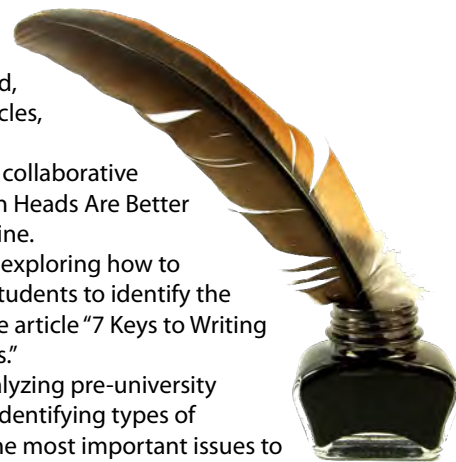 d,
cles,
collaborative
n Heads Are Better
ine.
exploring how to
tudents to identify the
e article “7 Keys to Writing
s.”
alyzing pre-university
dentifying types of
he most important issues to